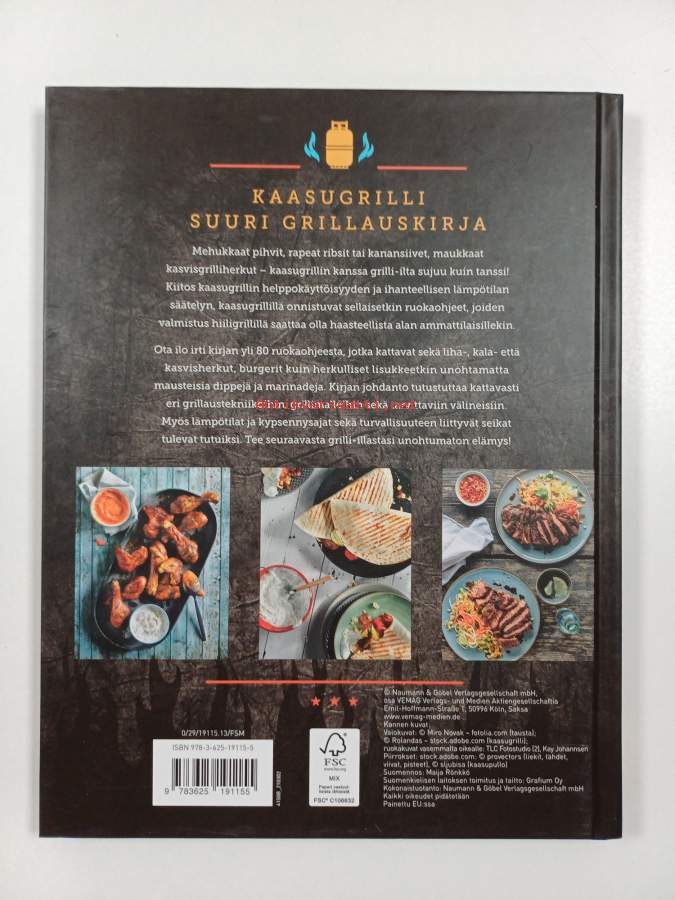 KAASUGRILLI
SUURI GRILLAUSKIRJA
Mehukkaat pihvit, rapeat ribsit tai kanansiivet, maukkaat
kasvisgrilliherkut – kaasugrillin kanssa grilli-ilta sujuu kuin tanssi!
Kiitos kaasugrillin helppokäyttöisyyden ja ihanteellisen lämpötilan
säätelyn, kaasugrillillä onnistuvat sellaisetkin ruokaohjeet, joiden
valmistus hiiligrillillä saattaa olla haasteellista alan ammattilaisillekin.
Ota ilo irti kirjan yli 80 ruokaohjeesta, jotka kattavat sekä liha-, kala- että
kasvisherkut, burgerit kuin herkulliset lisukkeetkin unohtamatta
mausteisia dippejä ja marinadeja. Kirjan johdanto tutustuttaa kattavasti
eri grillaustekniikoihin, sekä tarvittaviin välineisiin.
Myös lämpötilat ja kypsennysajat sekä turvallisuuteen liittyvät seikat
tulevat tutuiksi. Tee seuraavasta grilli-illastasi unohtumaton elämys!
© Naumann & Göbel Verlagsgesellschaft mbH,
osa VEMAG Verlags- und Medien Aktiengesellschaftia
Emil-Hoffmann-Straße 1, 50996 Köln, Saksa
www.vemag-medien.de
Kannen kuvat:
Valokuvat: © Miro Novak – fotolia.com (tausta);
© Rolandas – stock.adobe.com (kaasugrilli);
ruokakuvat vasemmalta oikealle: TLC Fotostudio (2), Kay Johannsen
Piirrokset: stock.adobe.com: © provectors (liekit, lähdet,
viivat, pisteet), © sljubisa (kaasupullo)
Suomennos: Maija Rönkkö
Suomenkielisen laitoksen toimitus ja taitto: Grafium Oy
Kokonaistuotanto: Naumann & Göbel Verlagsgesellschaft mbH
Kaikki oikeudet pidätetään
Painettu EU:ssa
0/29/19115.13/FSM
ISBN 978-3-625-19115-5
9 783625 191155
FSC
www.fsc.org
MIX
FSC® C106632